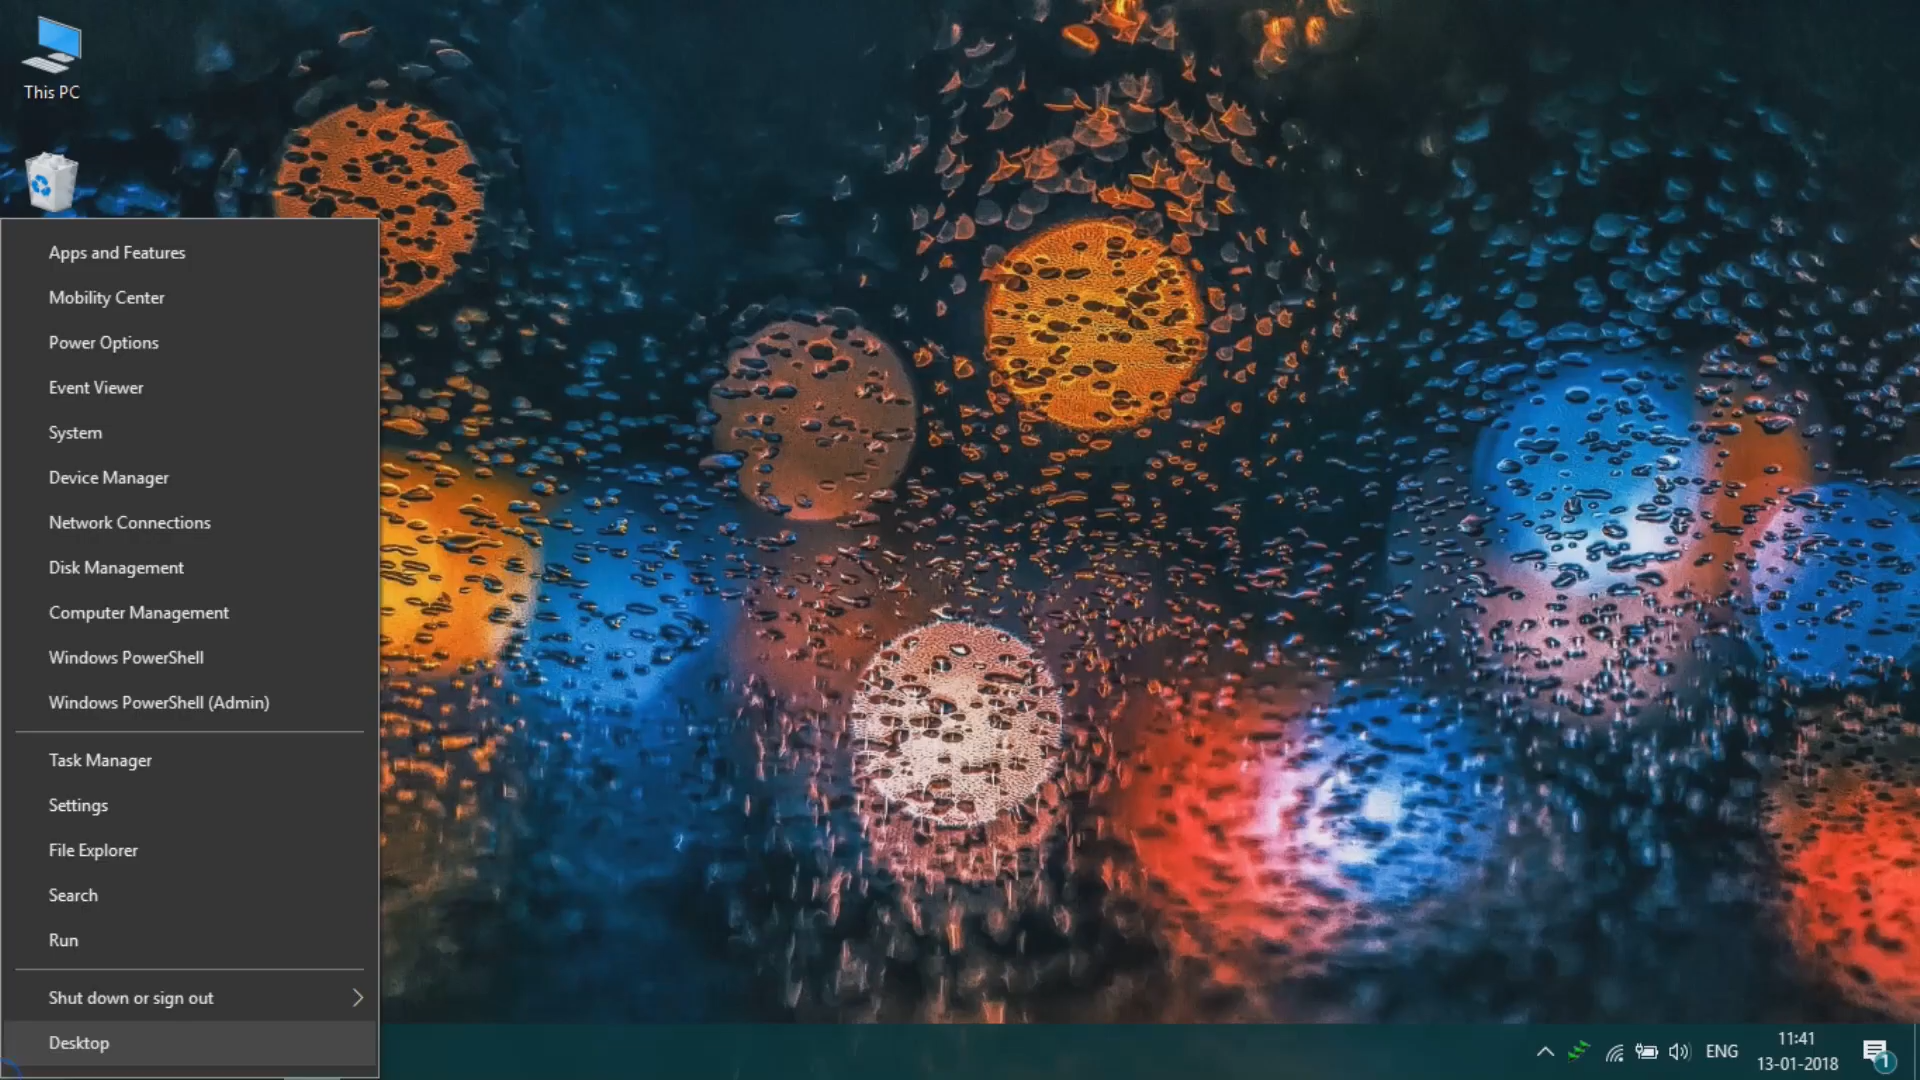 This PC
Apps and Features
Mobility Center
Power Options
Event Viewer
System
Device Manager
Network Connections
Disk Management
Computer Management
Windows PowerShell
Windows PowerShell (Admin)
Task Manager
Settings
File Explorer
Search
Run
Shut down or sign out
Desktop
ENG
11:41
13-01-2018
1